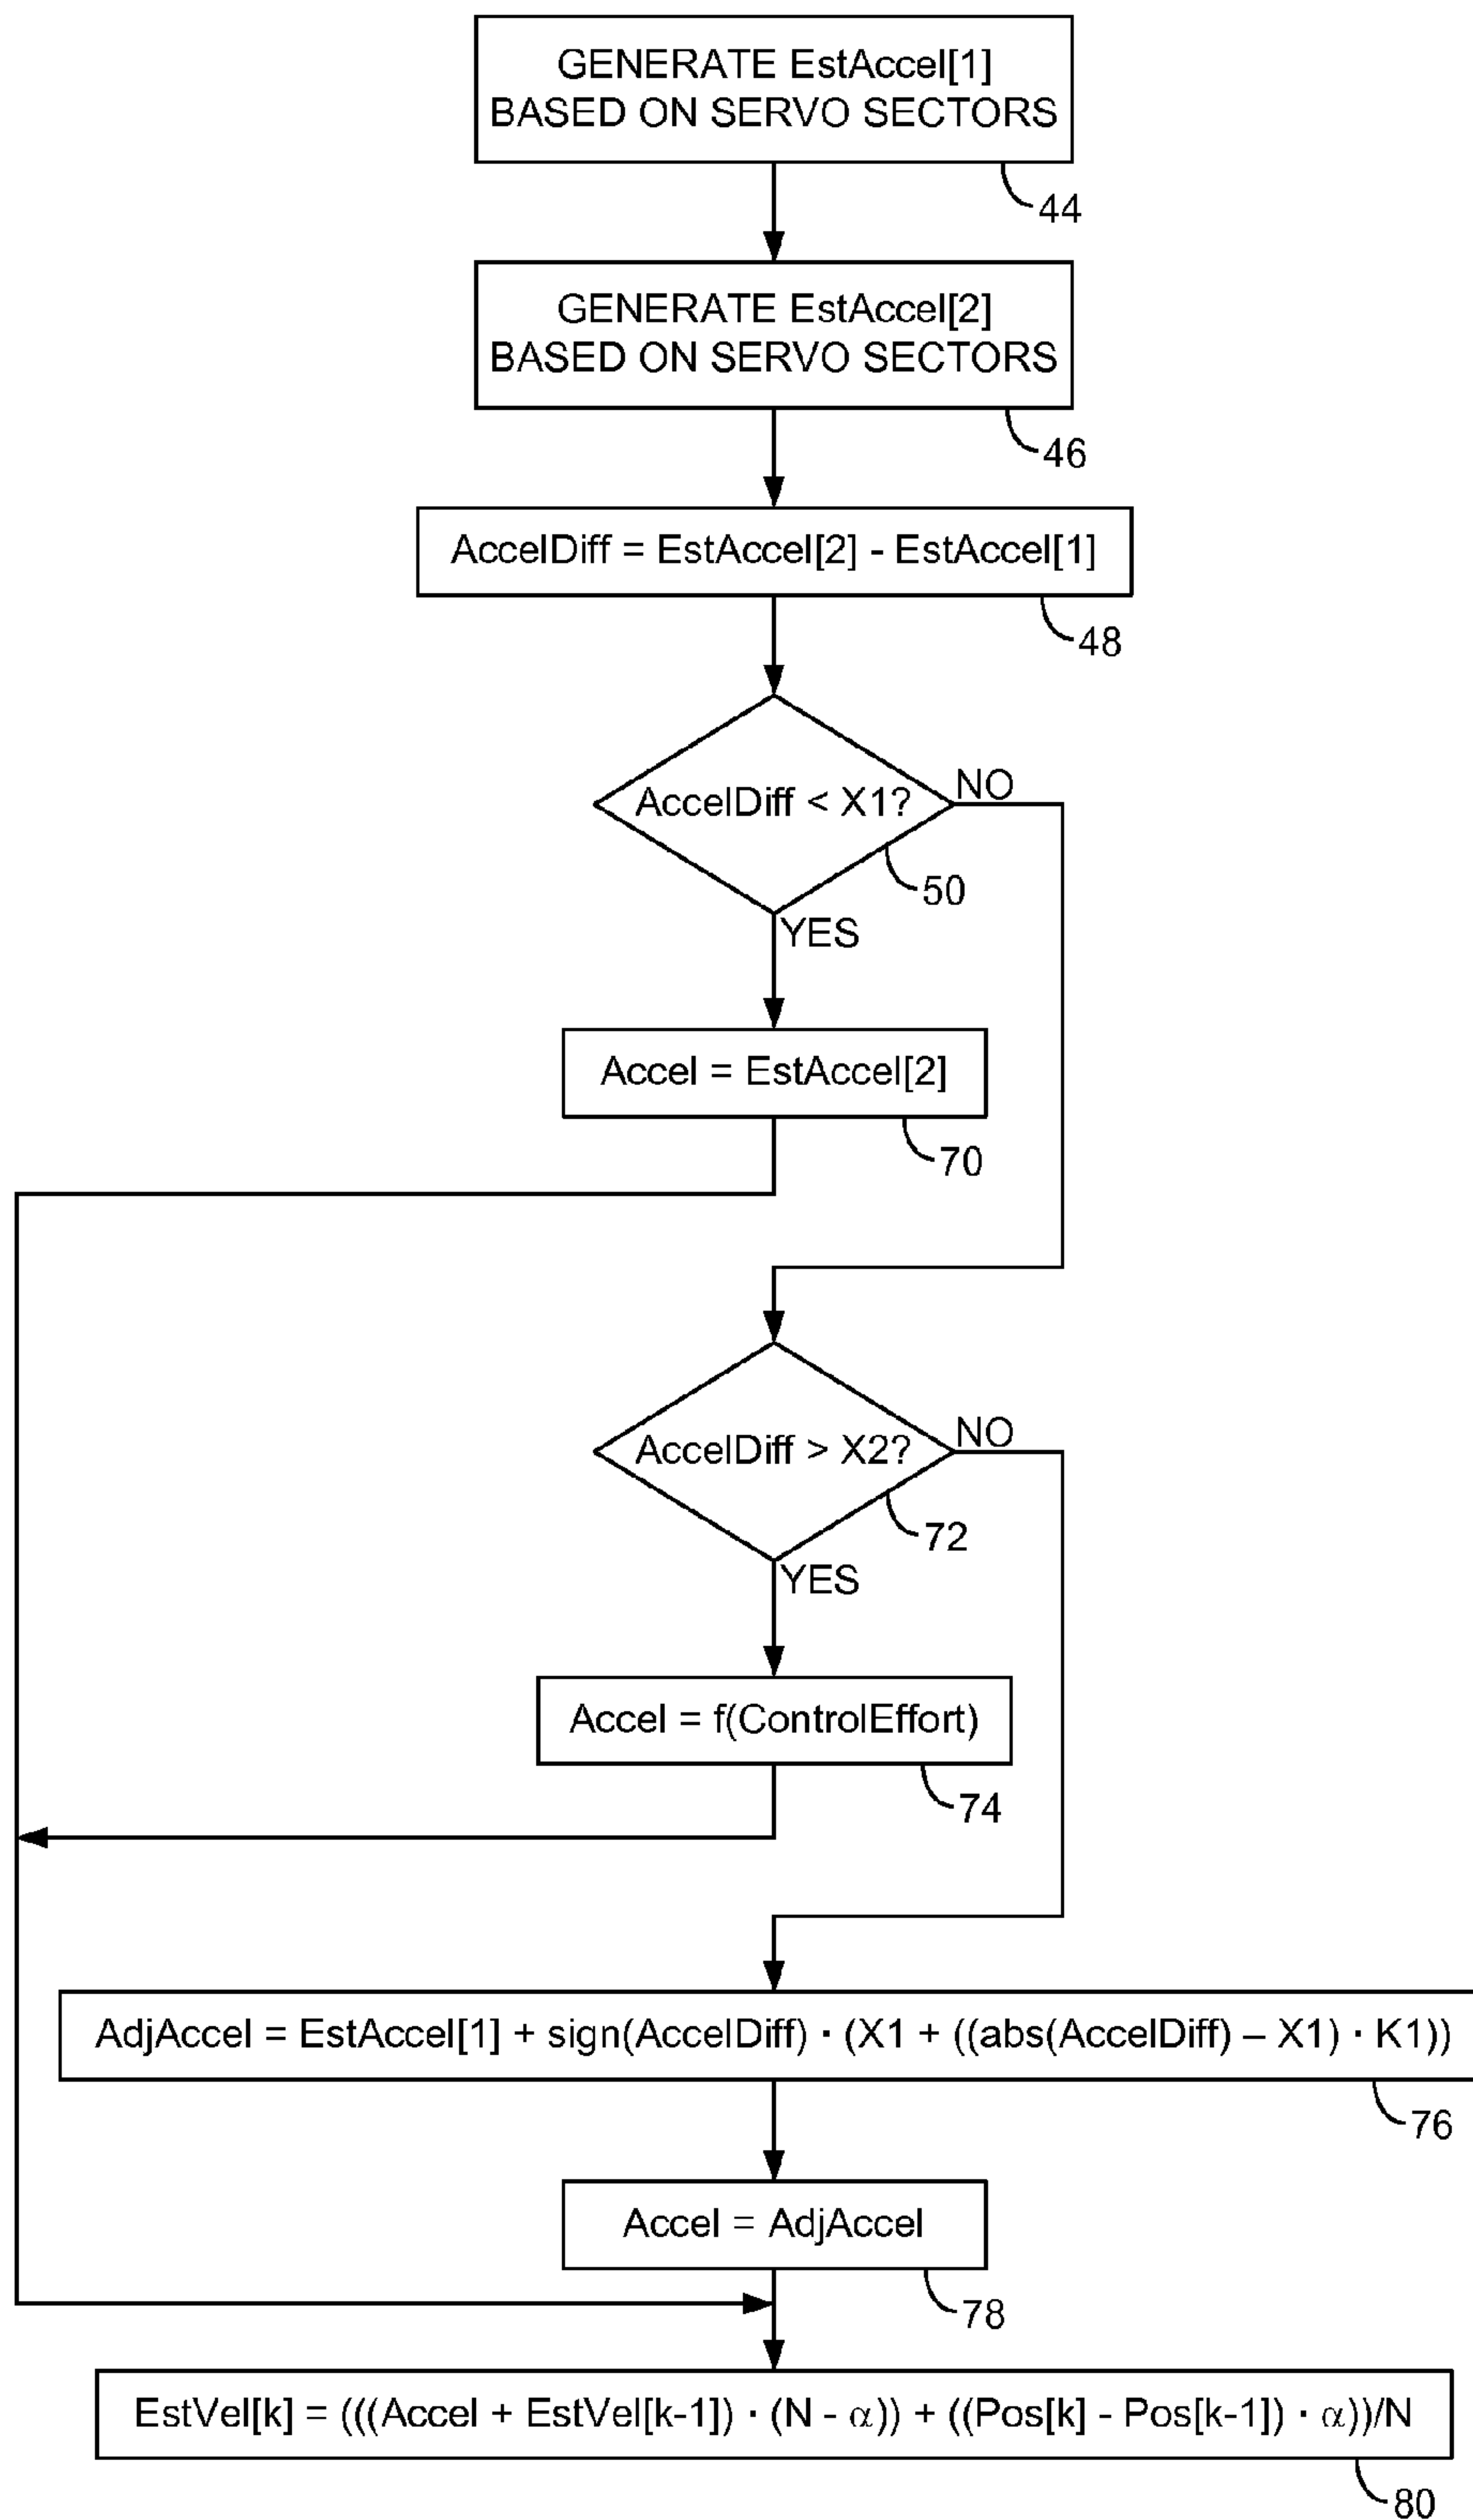 GENERATE EstAccel[1]
BASED ON SERVO SECTORS
44
GENERATE EstAccel[2]
BASED ON SERVO SECTORS
46
AccelDiff = EstAccel[2] - EstAccel[1]
48
AccelDiff < X1?
NO
50
YES
Accel = EstAccel[2]
70
AccelDiff > X2?
NO
72
YES
Accel = f(ControlEffort)
74
AdjAccel = EstAccel[1] + sign(AccelDiff) · (X1 + ((abs(AccelDiff) – X1) · K1))
76
Accel = AdjAccel
78
EstVel[k] = (((Accel + EstVel[k-1]) · (N - α)) + ((Pos[k] - Pos[k-1]) · α))/N
80